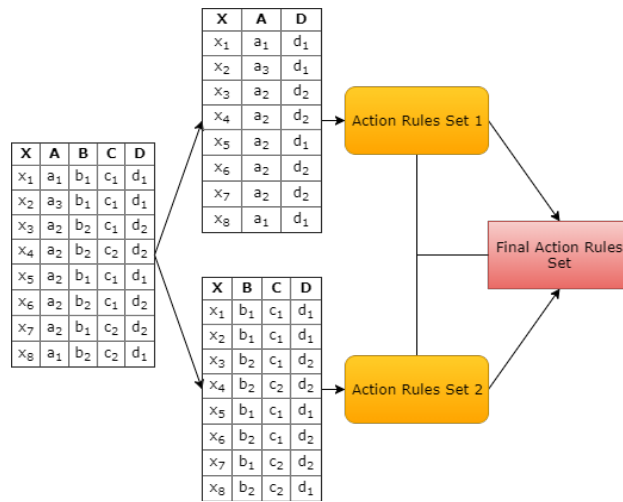 X A B C D
x1 a1 b1 c1 d1
x2 a3 b1 c1 d1
x3 a2 b2 c1 d2
x4 a2 b2 c2 d2
x5 a2 b1 c1 d1
x6 a2 b2 c1 d2
x7 a2 b1 c2 d2
x8 a1 b2 c2 d1
X A D
x1 a1 d1
x2 a3 d1
x3 a2 d2
x4 a2 d2
x5 a2 d1
x6 a2 d2
x7 a2 d2
x8 a1 d1
X B C D
x1 b1 c1 d1
x2 b1 c1 d1
x3 b2 c1 d2
x4 b2 c2 d2
x5 b1 c1 d1
x6 b2 c1 d2
x7 b1 c2 d2
x8 b2 c2 d1
Action Rules Set 1
Action Rules Set 2
Final Action Rules
Set